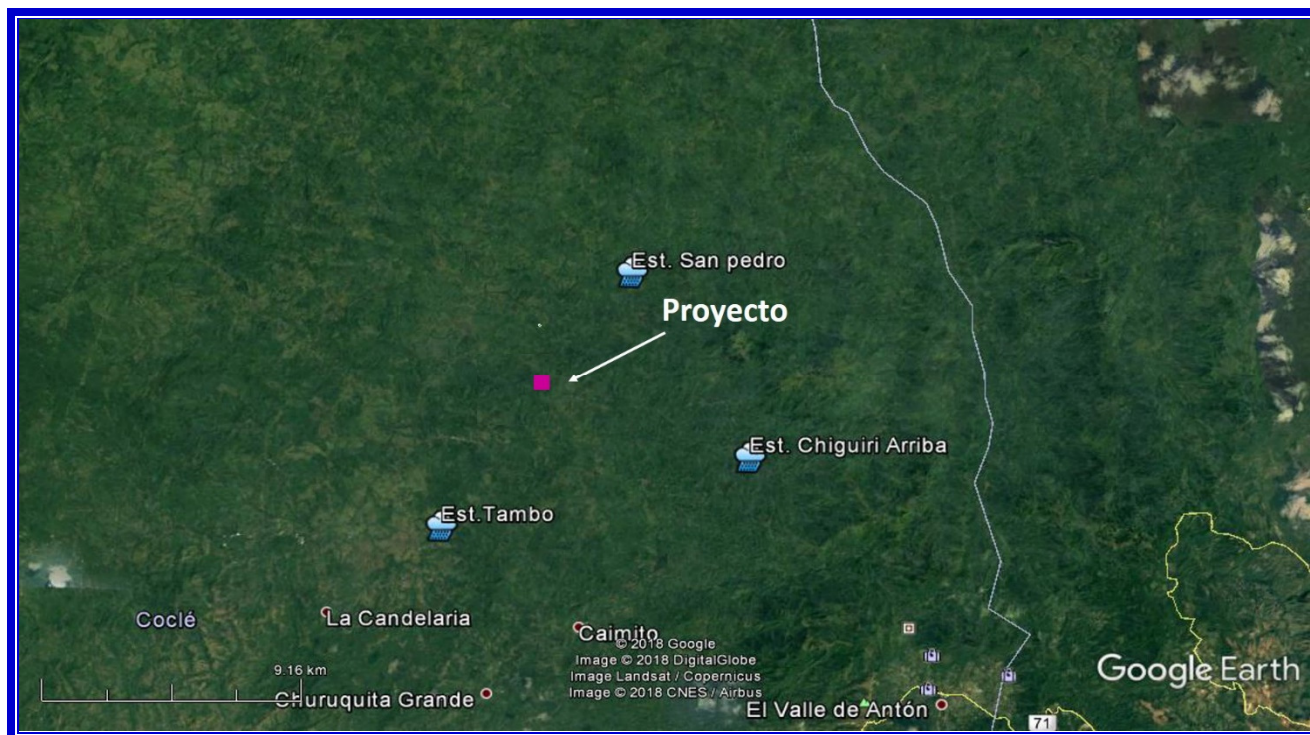 Est. San pedro
Proyecto
Est. Chiguiri Arriba
Est.Tambo
Coclé
La Candelaria
Caimito
© 2018 Google
Image © 2018 DigitalGlobe
Image Landsat / Copernicus
Image © 2018 CNES / Airbus
9.16 km
Churuquita Grande
El Valle de Antón
71
Google Earth